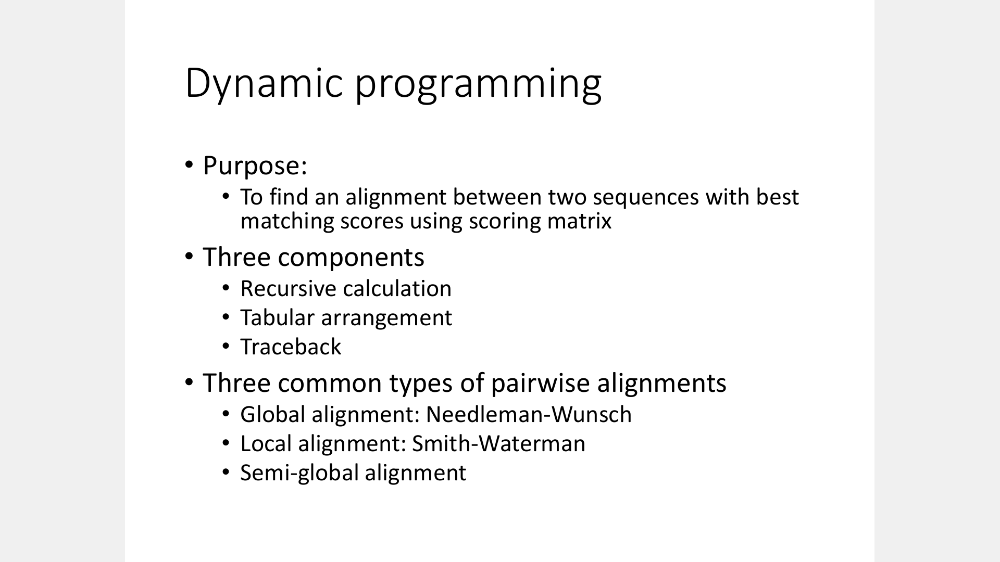 Dynamic programming
• Purpose:
• To find an alignment between two sequences with best
matching scores using scoring matrix
• Three components
• Recursive calculation
• Tabular arrangement
• Traceback
• Three common types of pairwise alignments
• Global alignment: Needleman-Wunsch
• Local alignment: Smith-Waterman
• Semi-global alignment